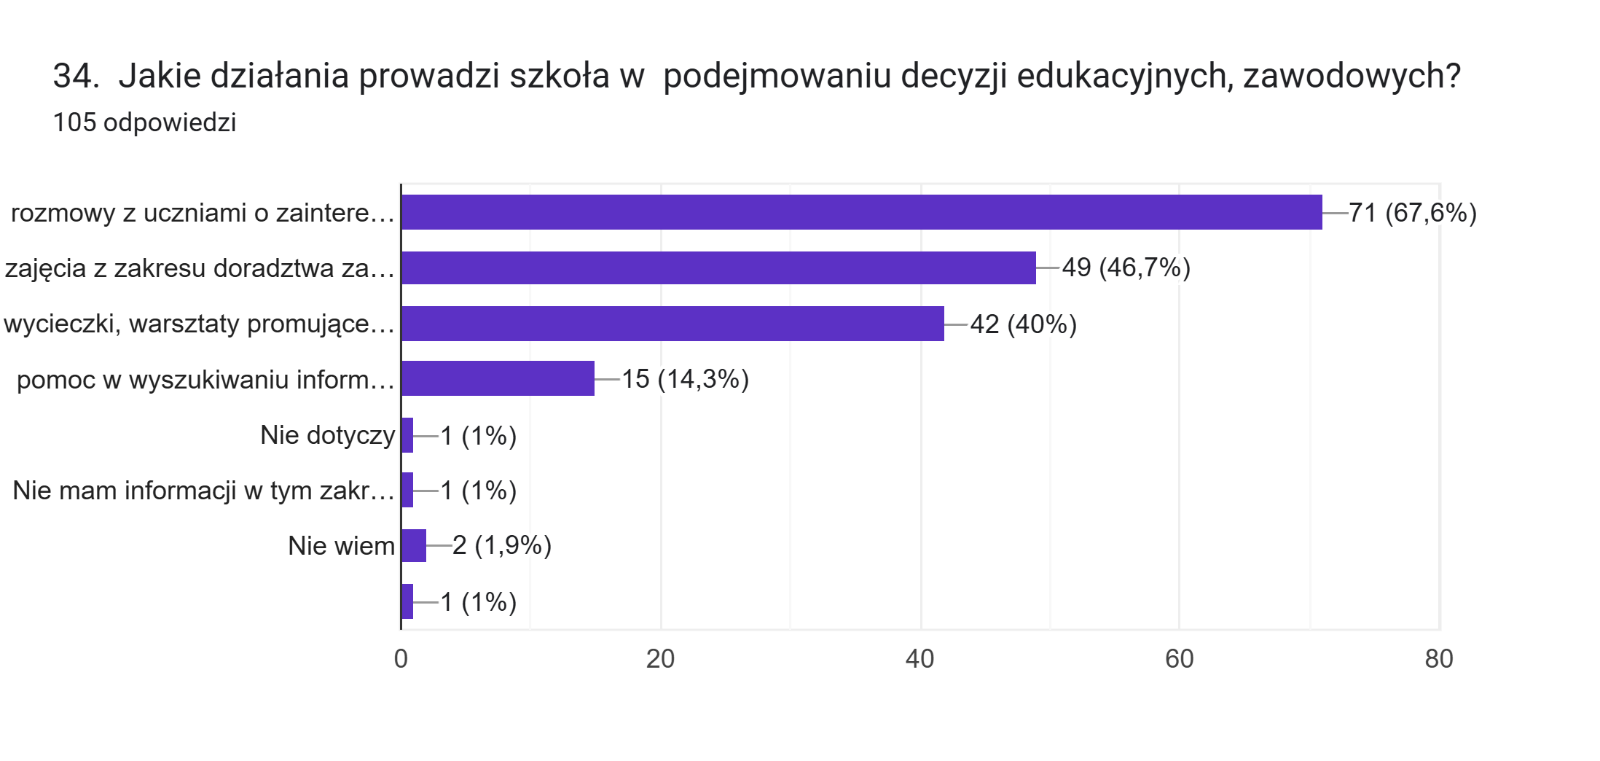 34.  Jakie działania prowadzi szkoła w  podejmowaniu decyzji edukacyjnych, zawodowych?
105 odpowiedzi
rozmowy z uczniami o zaintere… 71 (67,6%)
zajęcia z zakresu doradztwa za… 49 (46,7%)
wycieczki, warsztaty promujące… 42 (40%)
pomoc w wyszukiwaniu inform… 15 (14,3%)
Nie dotyczy 1 (1%)
Nie mam informacji w tym zakr… 1 (1%)
Nie wiem 2 (1,9%)
1 (1%)
0 20 40 60 80